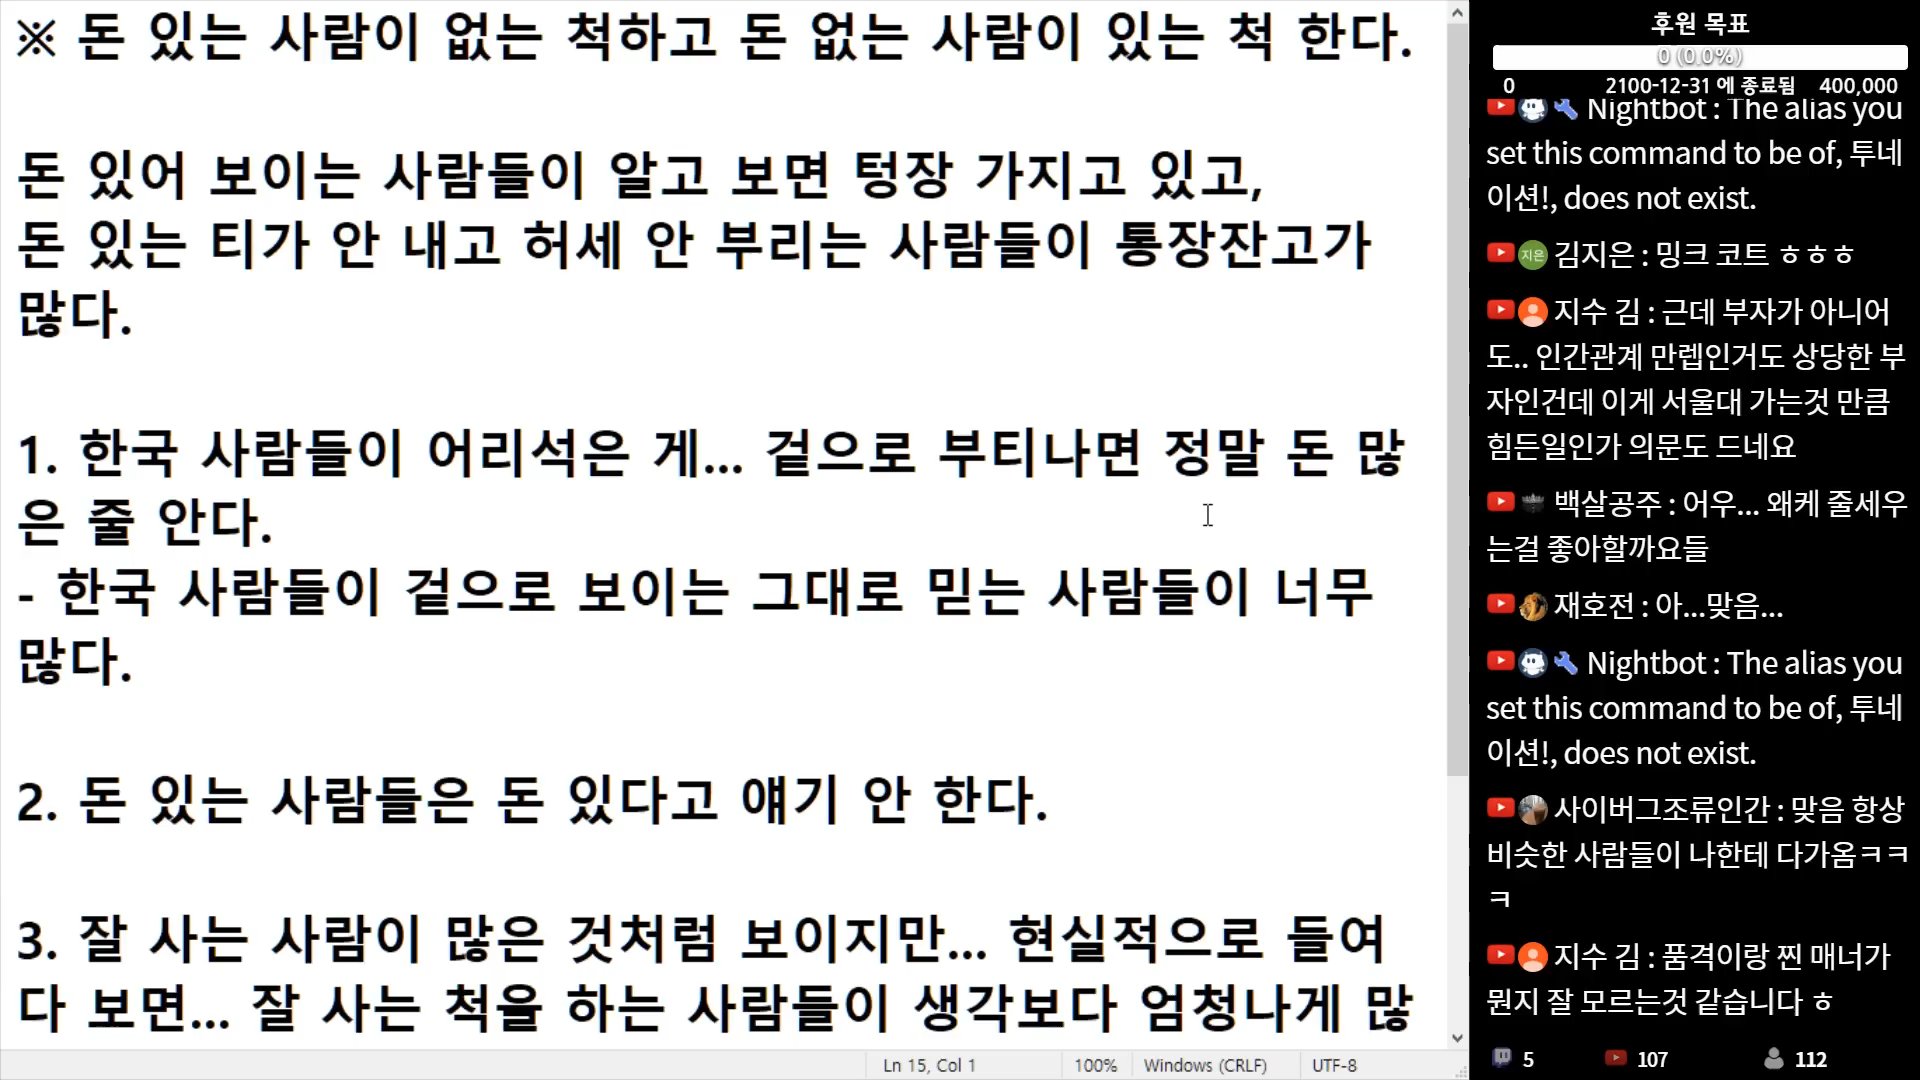 ※ 돈 있는 사람이 없는 척하고 돈 없는 사람이 있는 척 한다.
돈 있어 보이는 사람들이 알고 보면 텅장 가지고 있고,
돈 있는 티가 안 내고 허세 안 부리는 사람들이 통장잔고가
많다.
1. 한국 사람들이 어리석은 게... 겉으로 부티나면 정말 돈 많
은 줄 안다.
- 한국 사람들이 겉으로 보이는 그대로 믿는 사람들이 너무
많다.
2. 돈 있는 사람들은 돈 있다고 얘기 안 한다.
3. 잘 사는 사람이 많은 것처럼 보이지만... 현실적으로 들여
다 보면... 잘 사는 척을 하는 사람들이 생각보다 엄청나게 많
Ln 15, Col 1 100% Windows (CRLF) UTF-8
후원 목표
0 (0.0%)
0 2100-12-31 에 종료됨 400,000
Nightbot : The alias you
set this command to be of, 투네
이션!, does not exist.
지은 김지은 : 밍크 코트 ㅎㅎㅎ
지수 김 : 근데 부자가 아니어
도.. 인간관계 만렙인거도 상당한 부
자인건데 이게 서울대 가는것 만큼
힘든일인가 의문도 드네요
백살공주 : 어우... 왜케 줄세우
는걸 좋아할까요들
재호전 : 아...맞음...
Nightbot : The alias you
set this command to be of, 투네
이션!, does not exist.
사이버그조류인간 : 맞음 항상
비슷한 사람들이 나한테 다가옴ㅋㅋ
ㅋ
지수 김 : 품격이랑 찐 매너가
뭔지 잘 모르는것 같습니다 ㅎ
5 107 112